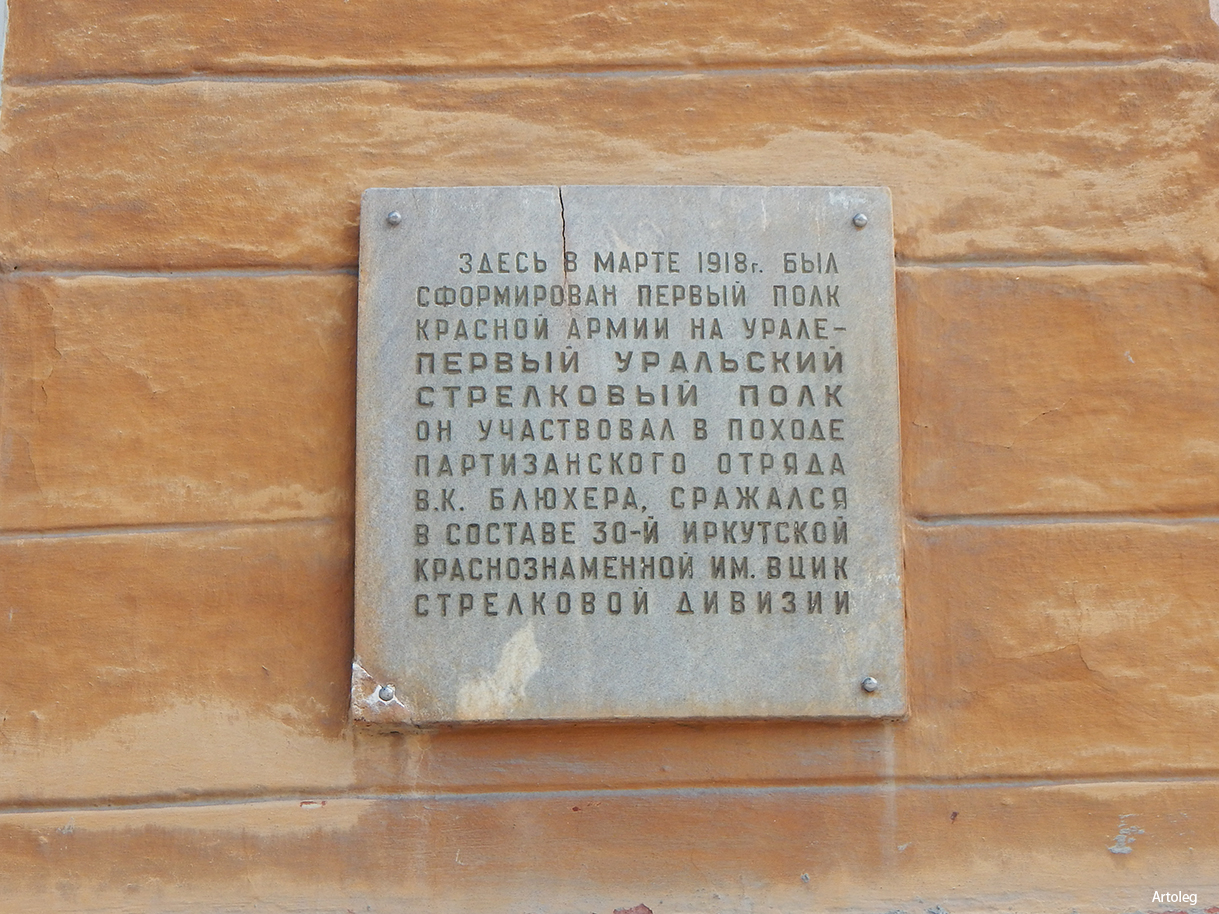 ЗДЕСЬ В МАРТЕ 1918г. БЫЛ
СФОРМИРОВАН ПЕРВЫЙ ПОЛК
КРАСНОЙ АРМИИ НА УРАЛЕ-
ПЕРВЫЙ УРАЛЬСКИЙ
СТРЕЛКОВЫЙ ПОЛК
ОН УЧАСТВОВАЛ В ПОХОДЕ
ПАРТИЗАНСКОГО ОТРЯДА
В.К. БЛЮХЕРА, СРАЖАЛСЯ
В СОСТАВЕ 30-Й ИРКУТСКОЙ
КРАСНОЗНАМЕННОЙ ИМ. ВЦИК
СТРЕЛКОВОЙ ДИВИЗИИ
Artoleg